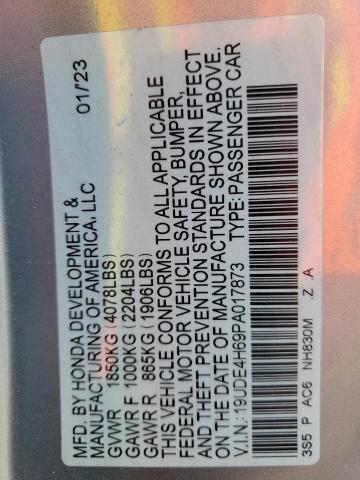 MFD. BY HONDA DEVELOPMENT &
MANUFACTURING OF AMERICA, LLC 01/23
GVWR 1850KG (4078LBS)
GAWR F 1000KG (2204LBS)
GAWR R 865KG (1906LBS)
THIS VEHICLE CONFORMS TO ALL APPLICABLE
FEDERAL MOTOR VEHICLE SAFETY, BUMPER,
AND THEFT PREVENTION STANDARDS IN EFFECT
ON THE DATE OF MANUFACTURE SHOWN ABOVE.
V.I.N.: 19UDE4H69PA017873 TYPE: PASSENGER CAR
3S5 P AC6 NH830M .Z .A